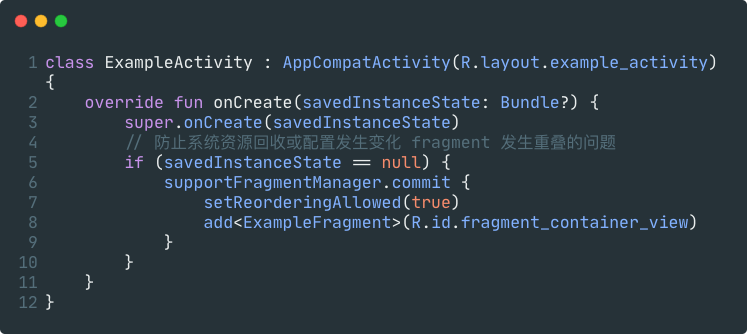 1 class ExampleActivity : AppCompatActivity(R.layout.example_activity)
{
2     override fun onCreate(savedInstanceState: Bundle?) {
3         super.onCreate(savedInstanceState)
4         // 防止系统资源回收或配置发生变化 fragment 发生重叠的问题
5         if (savedInstanceState == null) {
6             supportFragmentManager.commit {
7                 setReorderingAllowed(true)
8                 add<ExampleFragment>(R.id.fragment_container_view)
9             }
10         }
11     }
12 }